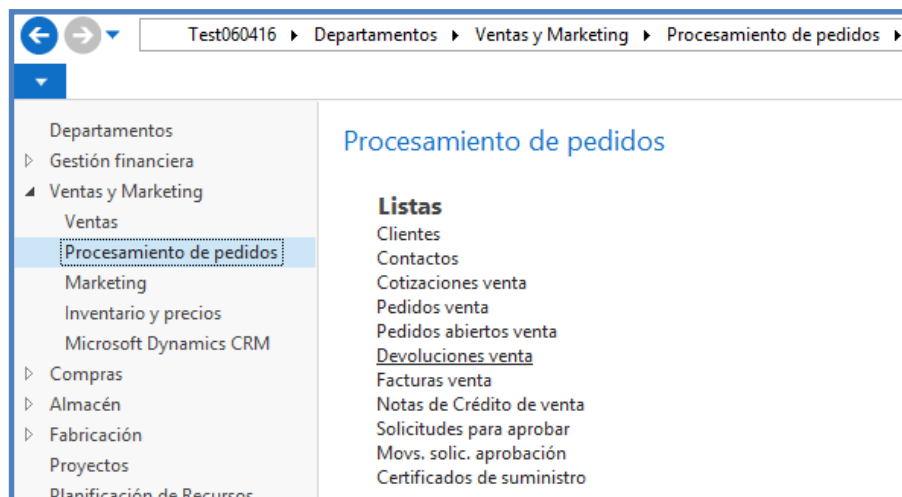 Test060416 Departamentos Ventas y Marketing Procesamiento de pedidos
Departamentos
Gestión financiera
Ventas y Marketing
Ventas
Procesamiento de pedidos
Marketing
Inventario y precios
Microsoft Dynamics CRM
Compras
Almacén
Fabricación
Proyectos
Planificación de Recursos
Procesamiento de pedidos
Listas
Clientes
Contactos
Cotizaciones venta
Pedidos venta
Pedidos abiertos venta
Devoluciones venta
Facturas venta
Notas de Crédito de venta
Solicitudes para aprobar
Movs. solic. aprobación
Certificados de suministro